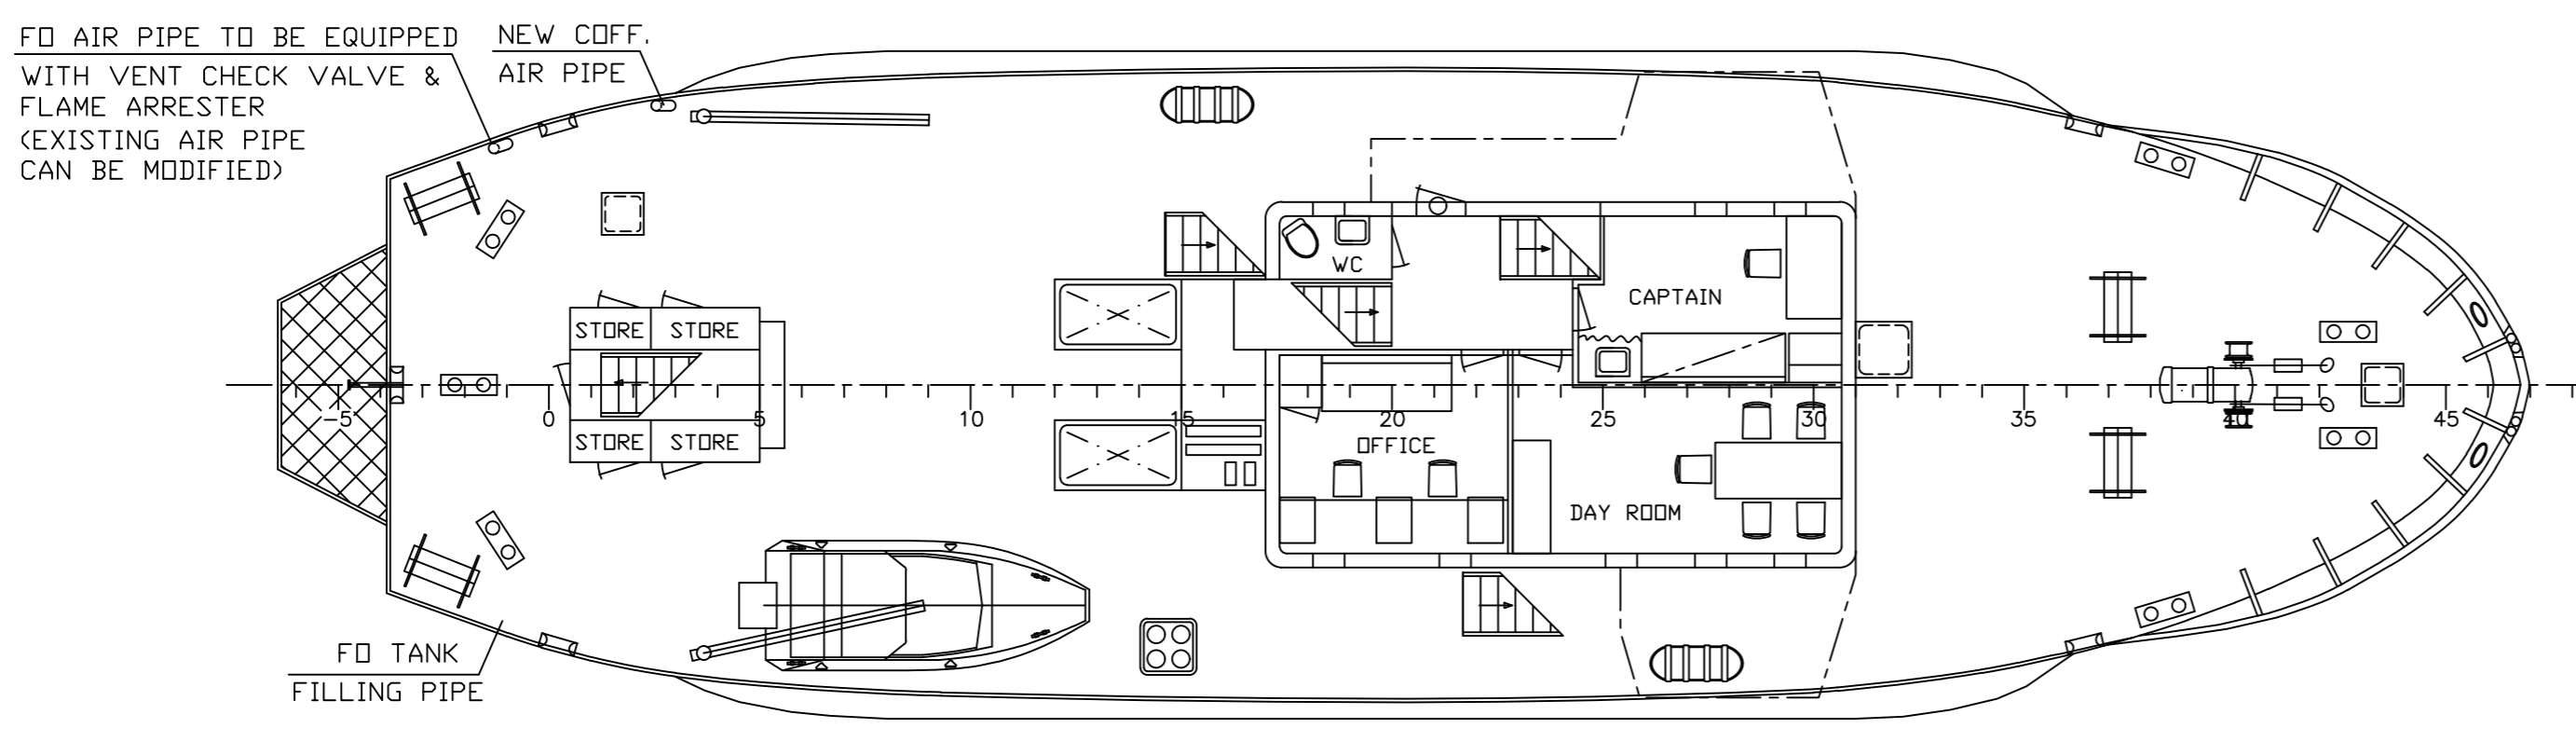 FO AIR PIPE TO BE EQUIPPED
WITH VENT CHECK VALVE &
FLAME ARRESTER
(EXISTING AIR PIPE
CAN BE MODIFIED)
NEW COFF.
AIR PIPE
WC
CAPTAIN
STORE STORE
-5 0 5 10 15 20 25 30 35 40 45
STORE STORE
OFFICE
DAY ROOM
FO TANK
FILLING PIPE